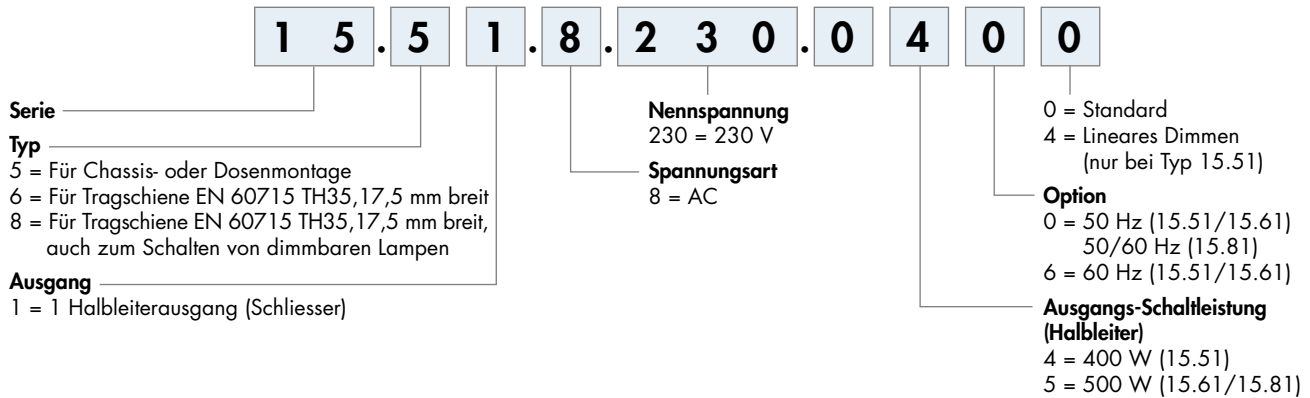 1 5.5 1.8.2 3 0.0 4 0 0
Serie
Typ
5 = Für Chassis- oder Dosenmontage
6 = Für Tragschiene EN 60715 TH35,17,5 mm breit
8 = Für Tragschiene EN 60715 TH35,17,5 mm breit,
auch zum Schalten von dimmbaren Lampen
Ausgang
1 = 1 Halbleiterausgang (Schliesser)
Nennspannung
230 = 230 V
Spannungsart
8 = AC
0 = Standard
4 = Lineares Dimmen
(nur bei Typ 15.51)
Option
0 = 50 Hz (15.51/15.61)
50/60 Hz (15.81)
6 = 60 Hz (15.51/15.61)
Ausgangs-Schaltleistung
(Halbleiter)
4 = 400 W (15.51)
5 = 500 W (15.61/15.81)